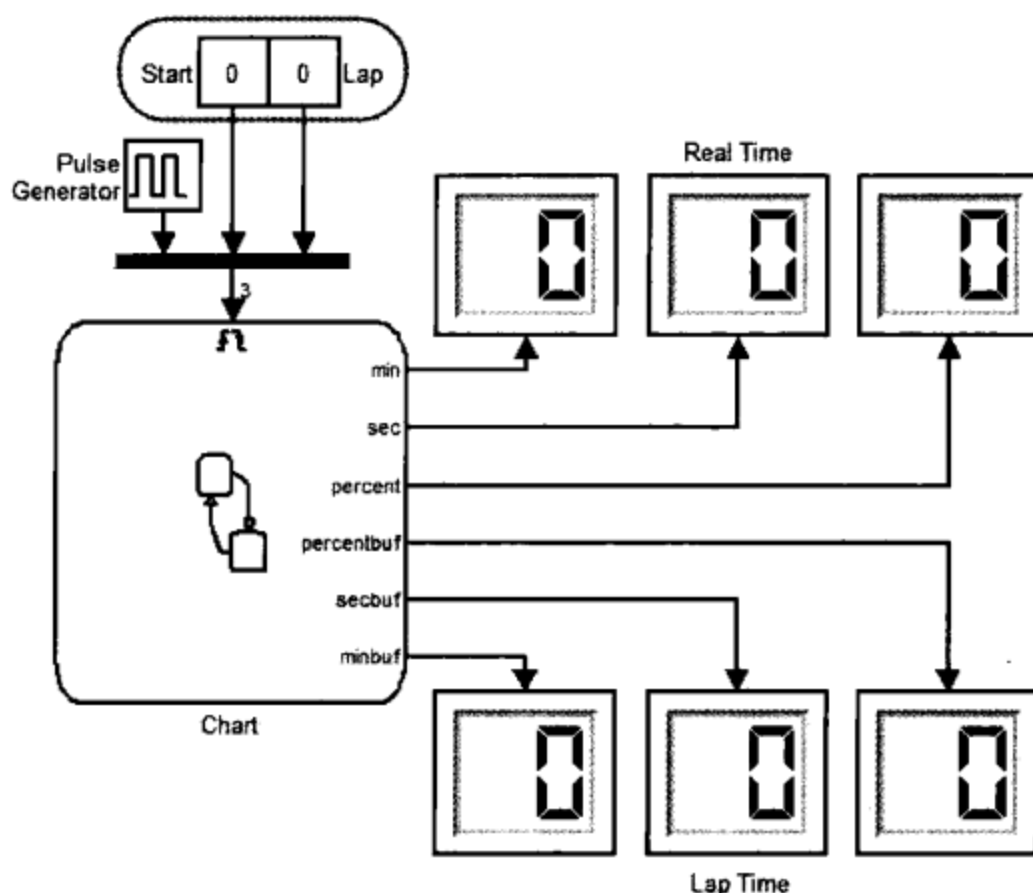 Start 0 0 Lap
Pulse
Generator
Real Time
0 0 0
3
min
sec
percent
percentbuf
secbuf
minbuf
Chart
0 0 0
Lap Time